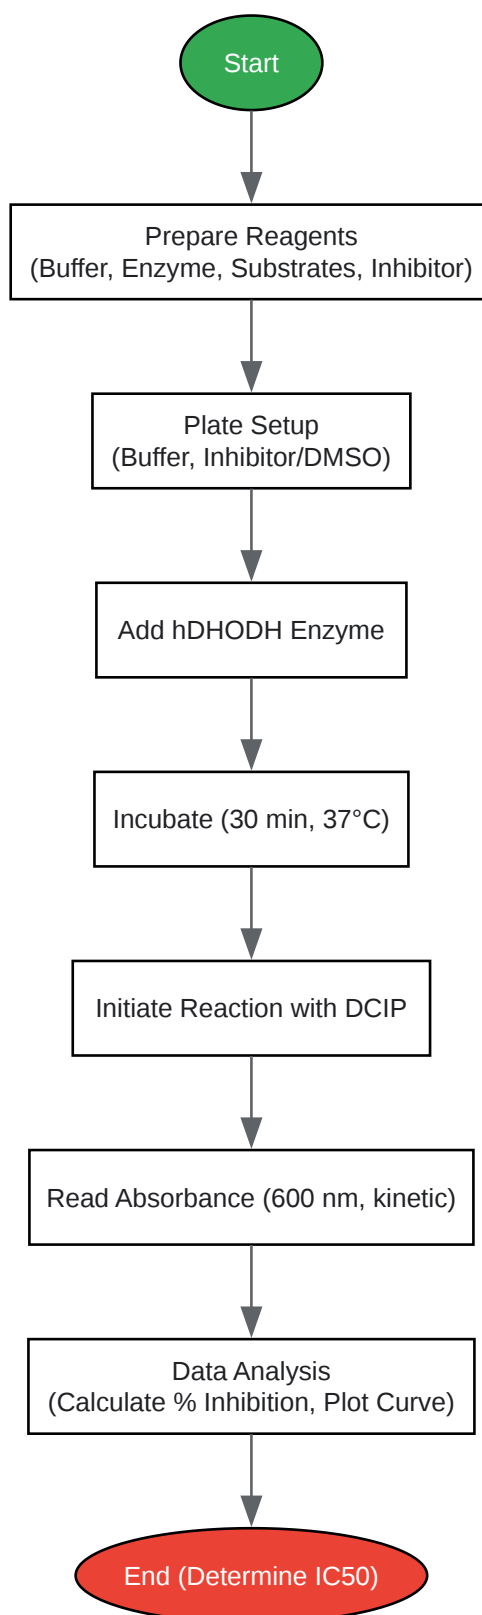 Start
Prepare Reagents
(Buffer, Enzyme, Substrates, Inhibitor)
Plate Setup
(Buffer, Inhibitor/DMSO)
Add hDHODH Enzyme
Incubate (30 min, 37°C)
Initiate Reaction with DCIP
Read Absorbance (600 nm, kinetic)
Data Analysis
(Calculate % Inhibition, Plot Curve)
End (Determine IC50)